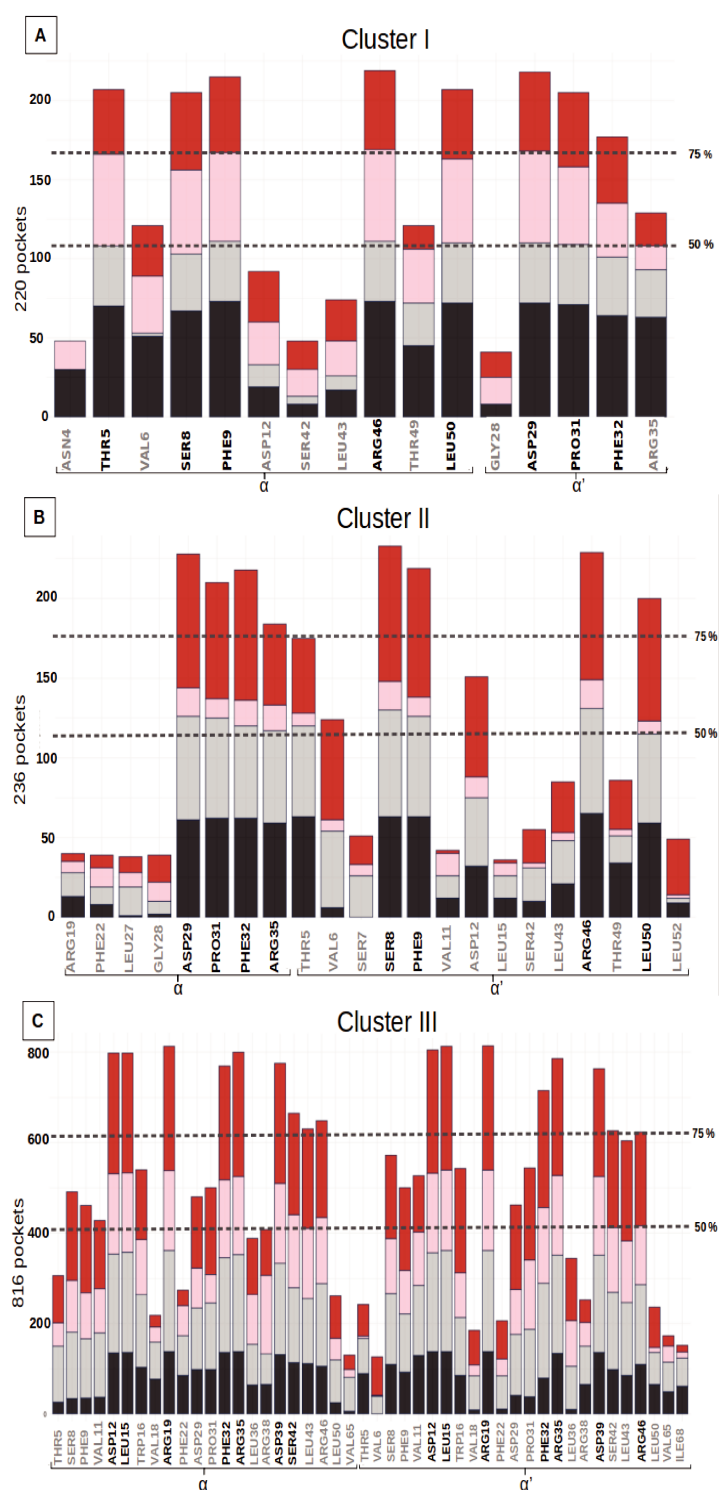 A
Cluster I
220 pockets
200
150
100
50
0
75 %
50 %
ASN4 THR5 VAL6 SER8 PHE9 ASP12 SER42 LEU43 ARG46 THR49 LEU50 GLY28 ASP29 PRO31 PHE32 ARG35
α α’
B
Cluster II
236 pockets
200
150
100
50
0
75 %
50 %
ARG19 PHE22 LEU27 GLY28 ASP29 PRO31 PHE32 ARG35 THR5 VAL6 SER7 SER8 PHE9 VAL11 ASP12 LEU15 SER42 LEU43 ARG46 THR49 LEU50 LEU52
α α’
C
Cluster III
816 pockets
800
600
400
200
0
75 %
50 %
THR5 SER8 PHE9 VAL11 ASP12 LEU15 TRP16 VAL18 ARG19 PHE22 ASP29 PRO31 PHE32 ARG35 LEU36 ARG38 ASP39 SER42 LEU43 ARG46 LEU50 VAL65 THR5 VAL6 SER8 PHE9 VAL11 ASP12 LEU15 TRP16 VAL18 ARG19 PHE22 ASP29 PRO31 PHE32 ARG35 LEU36 ARG38 ASP39 SER42 LEU43 ARG46 LEU50 VAL65 ILE68
α α’